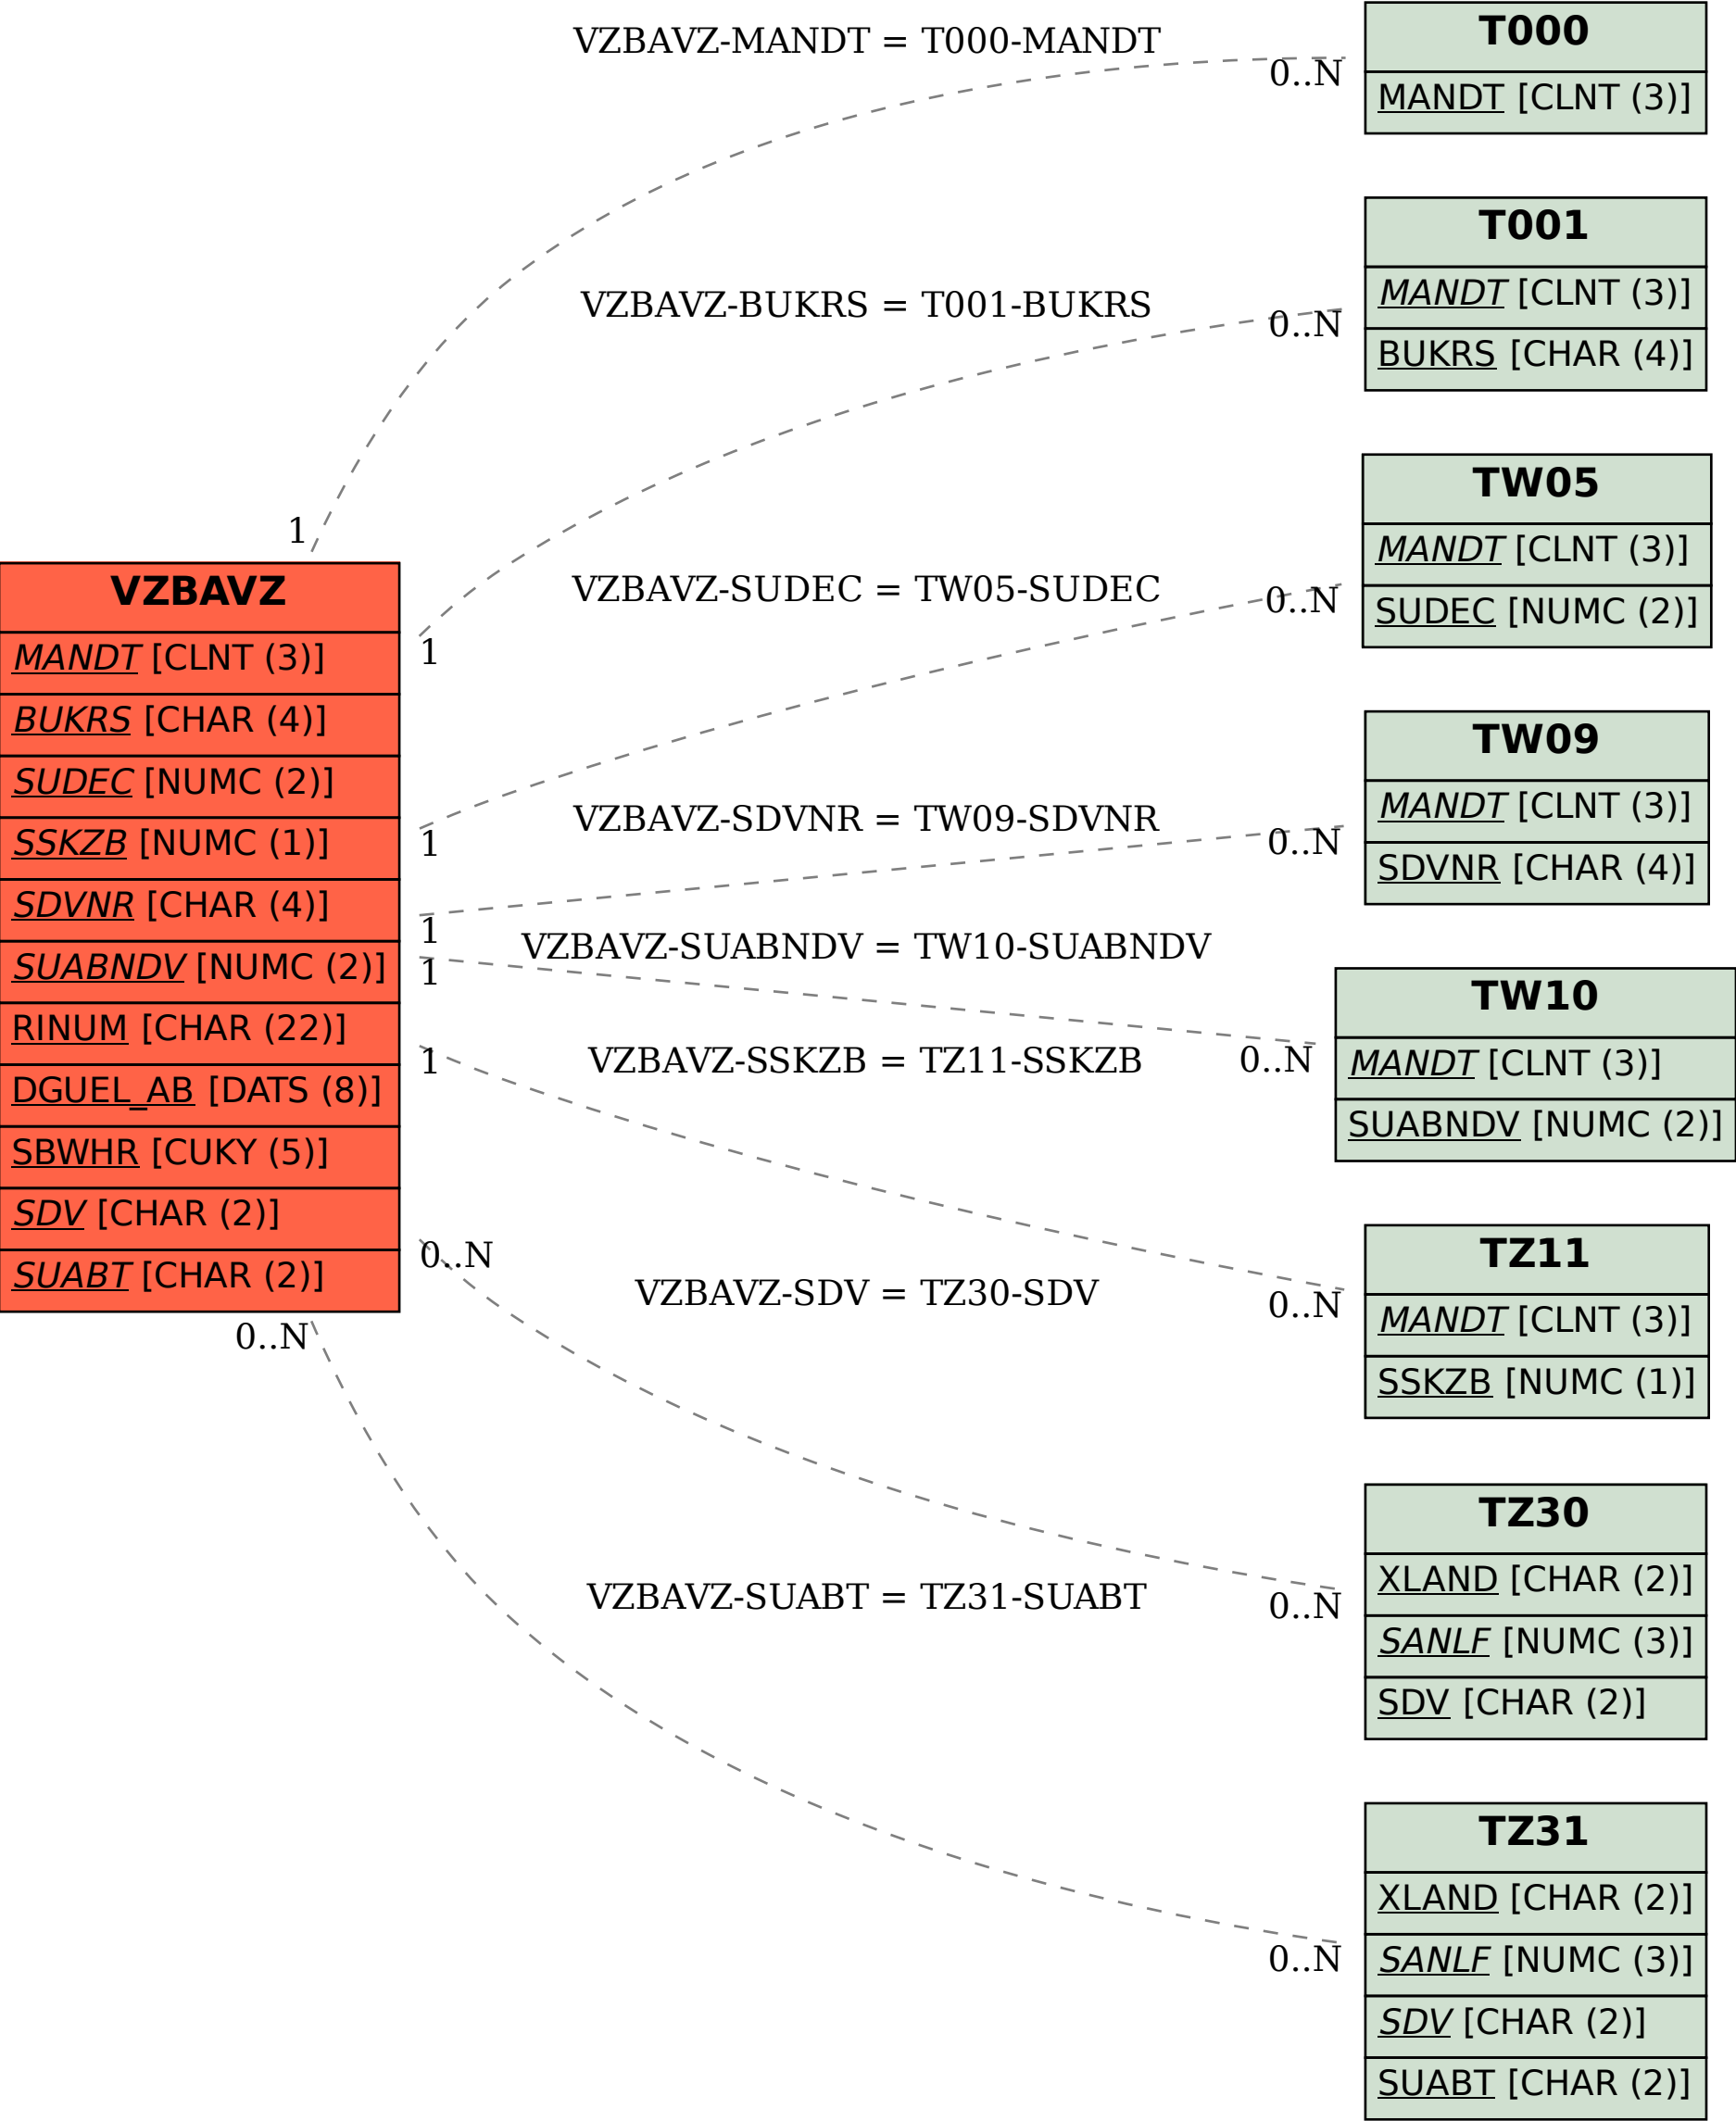 VZBAVZ
MANDT [CLNT (3)]
BUKRS [CHAR (4)]
SUDEC [NUMC (2)]
SSKZB [NUMC (1)]
SDVNR [CHAR (4)]
SUABNDV [NUMC (2)]
RINUM [CHAR (22)]
DGUEL_AB [DATS (8)]
SBWHR [CUKY (5)]
SDV [CHAR (2)]
SUABT [CHAR (2)]
VZBAVZ-MANDT = T000-MANDT
0..N
1
VZBAVZ-BUKRS = T001-BUKRS
0..N
1
VZBAVZ-SUDEC = TW05-SUDEC
0..N
1
VZBAVZ-SDVNR = TW09-SDVNR
0..N
1
VZBAVZ-SUABNDV = TW10-SUABNDV
1
0..N
VZBAVZ-SSKZB = TZ11-SSKZB
1
0..N
VZBAVZ-SDV = TZ30-SDV
0..N
0..N
VZBAVZ-SUABT = TZ31-SUABT
0..N
0..N
T000
MANDT [CLNT (3)]
T001
MANDT [CLNT (3)]
BUKRS [CHAR (4)]
TW05
MANDT [CLNT (3)]
SUDEC [NUMC (2)]
TW09
MANDT [CLNT (3)]
SDVNR [CHAR (4)]
TW10
MANDT [CLNT (3)]
SUABNDV [NUMC (2)]
TZ11
MANDT [CLNT (3)]
SSKZB [NUMC (1)]
TZ30
XLAND [CHAR (2)]
SANLF [NUMC (3)]
SDV [CHAR (2)]
TZ31
XLAND [CHAR (2)]
SANLF [NUMC (3)]
SDV [CHAR (2)]
SUABT [CHAR (2)]